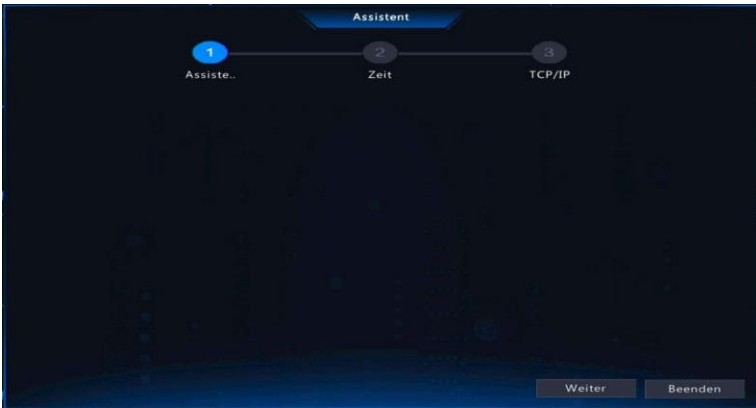 Assistent
1 2 3
Assiste.. Zeit TCP/IP
Weiter Beenden